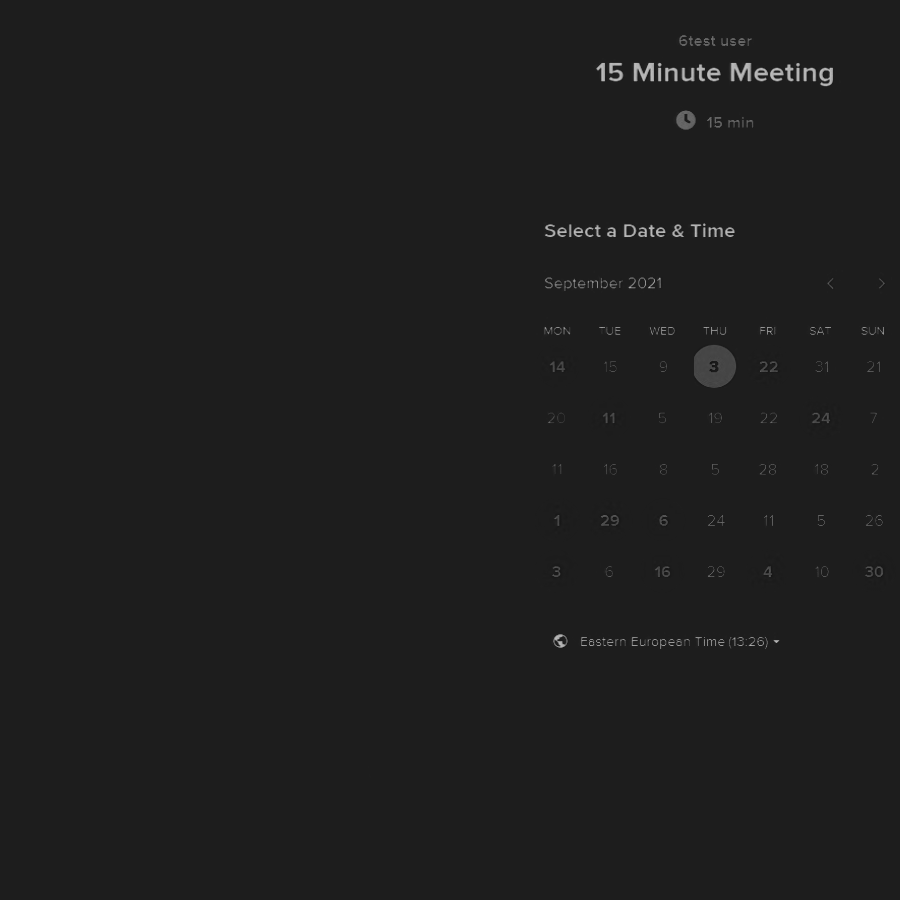 6test user
15 Minute Meeting
15 min
Select a Date & Time
September 2021
MON TUE WED THU FRI SAT SUN
14 15 9 3 22 31 21
20 11 5 19 22 24 7
11 16 8 5 28 18 2
1 29 6 24 11 5 26
3 6 16 29 4 10 30
Eastern European Time (13:26)